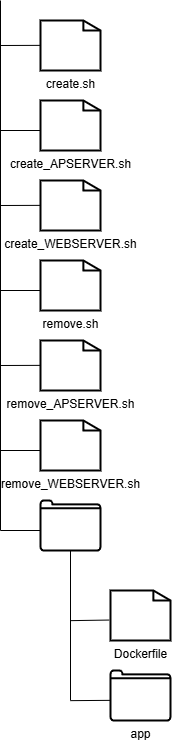 create.sh
create_APSERVER.sh
create_WEBSERVER.sh
remove.sh
remove_APSERVER.sh
remove_WEBSERVER.sh
Dockerfile
app